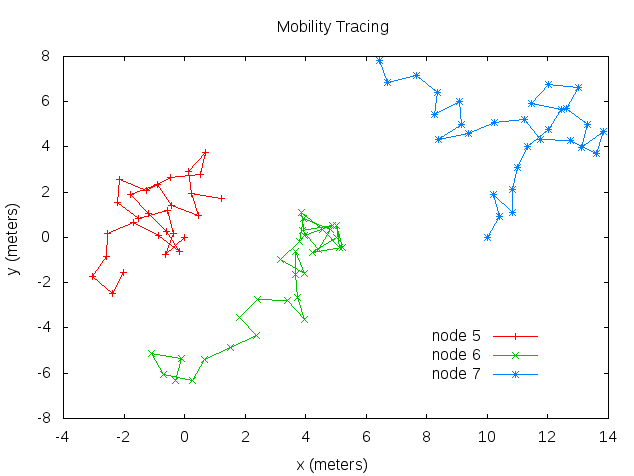 Mobility Tracing
8
6
4
2
0
-2
-4
-6
-8
y (meters)
node 5
node 6
node 7
-4 -2 0 2 4 6 8 10 12 14
x (meters)